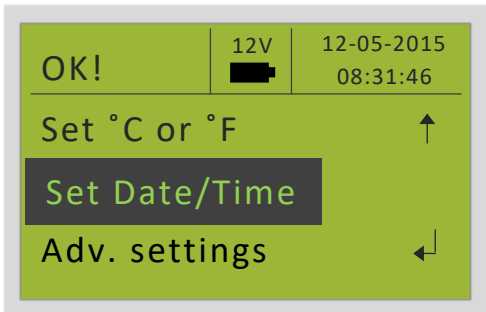 OK!
12V
12-05-2015
08:31:46
Set ˚C or ˚F
Set Date/Time
Adv. settings